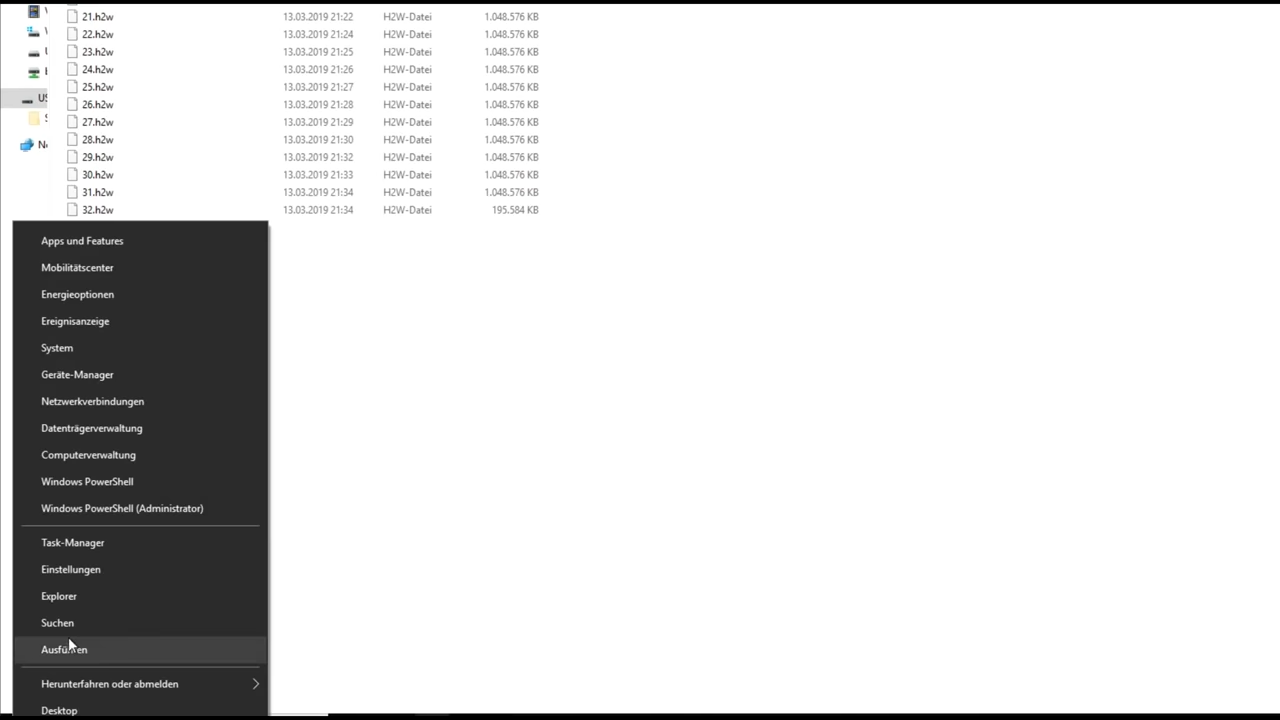 21.h2w 13.03.2019 21:22 H2W-Datei 1.048.576 KB
22.h2w 13.03.2019 21:24 H2W-Datei 1.048.576 KB
23.h2w 13.03.2019 21:25 H2W-Datei 1.048.576 KB
24.h2w 13.03.2019 21:26 H2W-Datei 1.048.576 KB
25.h2w 13.03.2019 21:27 H2W-Datei 1.048.576 KB
26.h2w 13.03.2019 21:28 H2W-Datei 1.048.576 KB
27.h2w 13.03.2019 21:29 H2W-Datei 1.048.576 KB
28.h2w 13.03.2019 21:30 H2W-Datei 1.048.576 KB
29.h2w 13.03.2019 21:32 H2W-Datei 1.048.576 KB
30.h2w 13.03.2019 21:33 H2W-Datei 1.048.576 KB
31.h2w 13.03.2019 21:34 H2W-Datei 1.048.576 KB
32.h2w 13.03.2019 21:34 H2W-Datei 195.584 KB
Apps und Features
Mobilitätscenter
Energieoptionen
Ereignisanzeige
System
Geräte-Manager
Netzwerkverbindungen
Datenträgerverwaltung
Computerverwaltung
Windows PowerShell
Windows PowerShell (Administrator)
Task-Manager
Einstellungen
Explorer
Suchen
Ausführen
Herunterfahren oder abmelden
Desktop